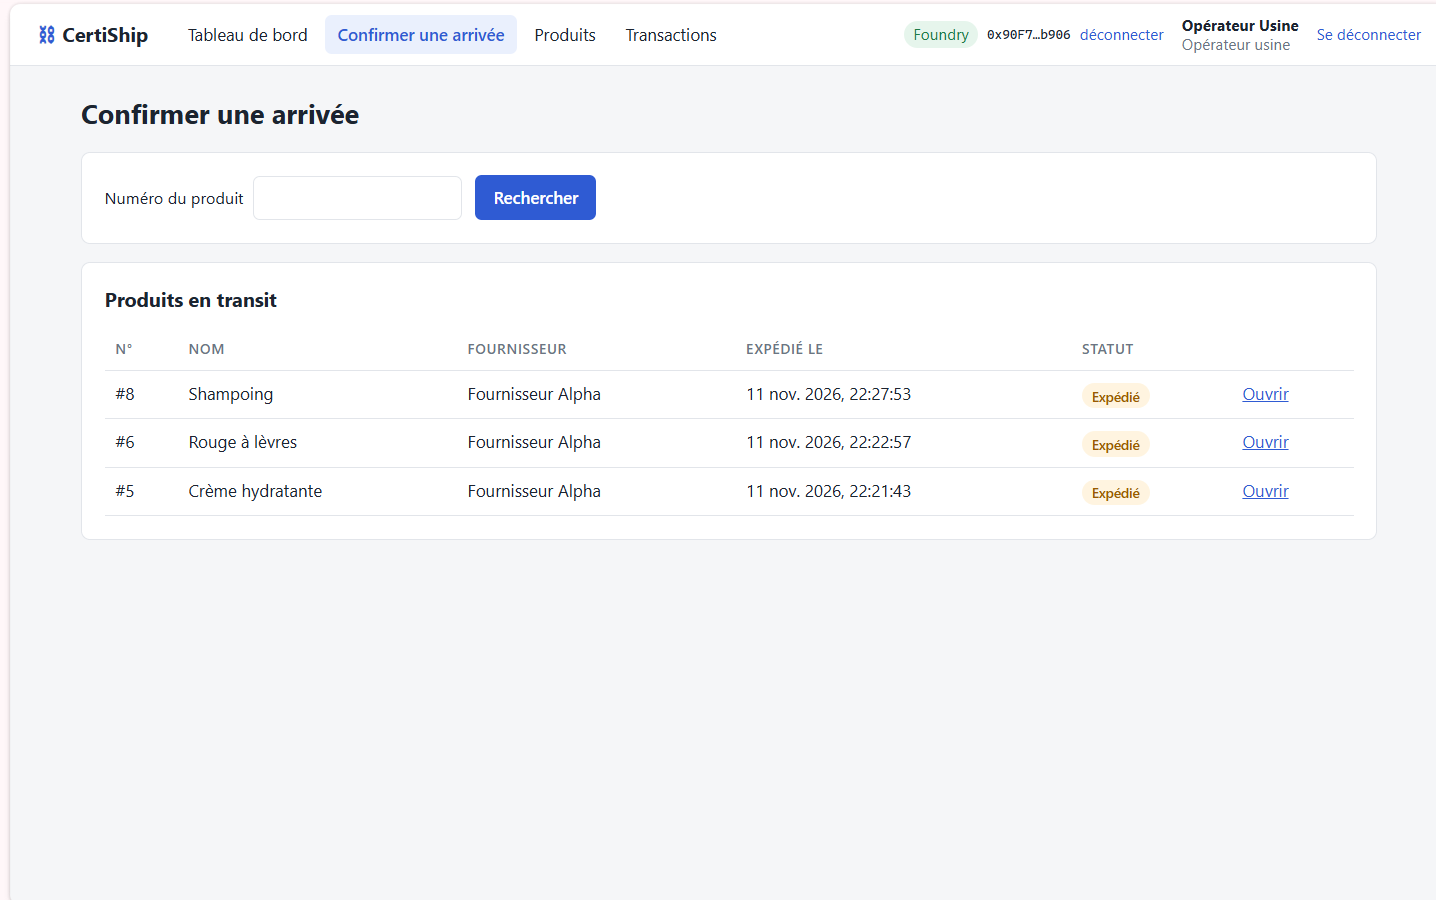 CertiShip Tableau de bord Confirmer une arrivée Produits Transactions Foundry 0x90F7…b906 déconnecter Opérateur Usine Se déconnecter
Opérateur usine
Confirmer une arrivée
Numéro du produit Rechercher
Produits en transit
N° NOM FOURNISSEUR EXPÉDIÉ LE STATUT
#8 Shampoing Fournisseur Alpha 11 nov. 2026, 22:27:53 Expédié Ouvrir
#6 Rouge à lèvres Fournisseur Alpha 11 nov. 2026, 22:22:57 Expédié Ouvrir
#5 Crème hydratante Fournisseur Alpha 11 nov. 2026, 22:21:43 Expédié Ouvrir